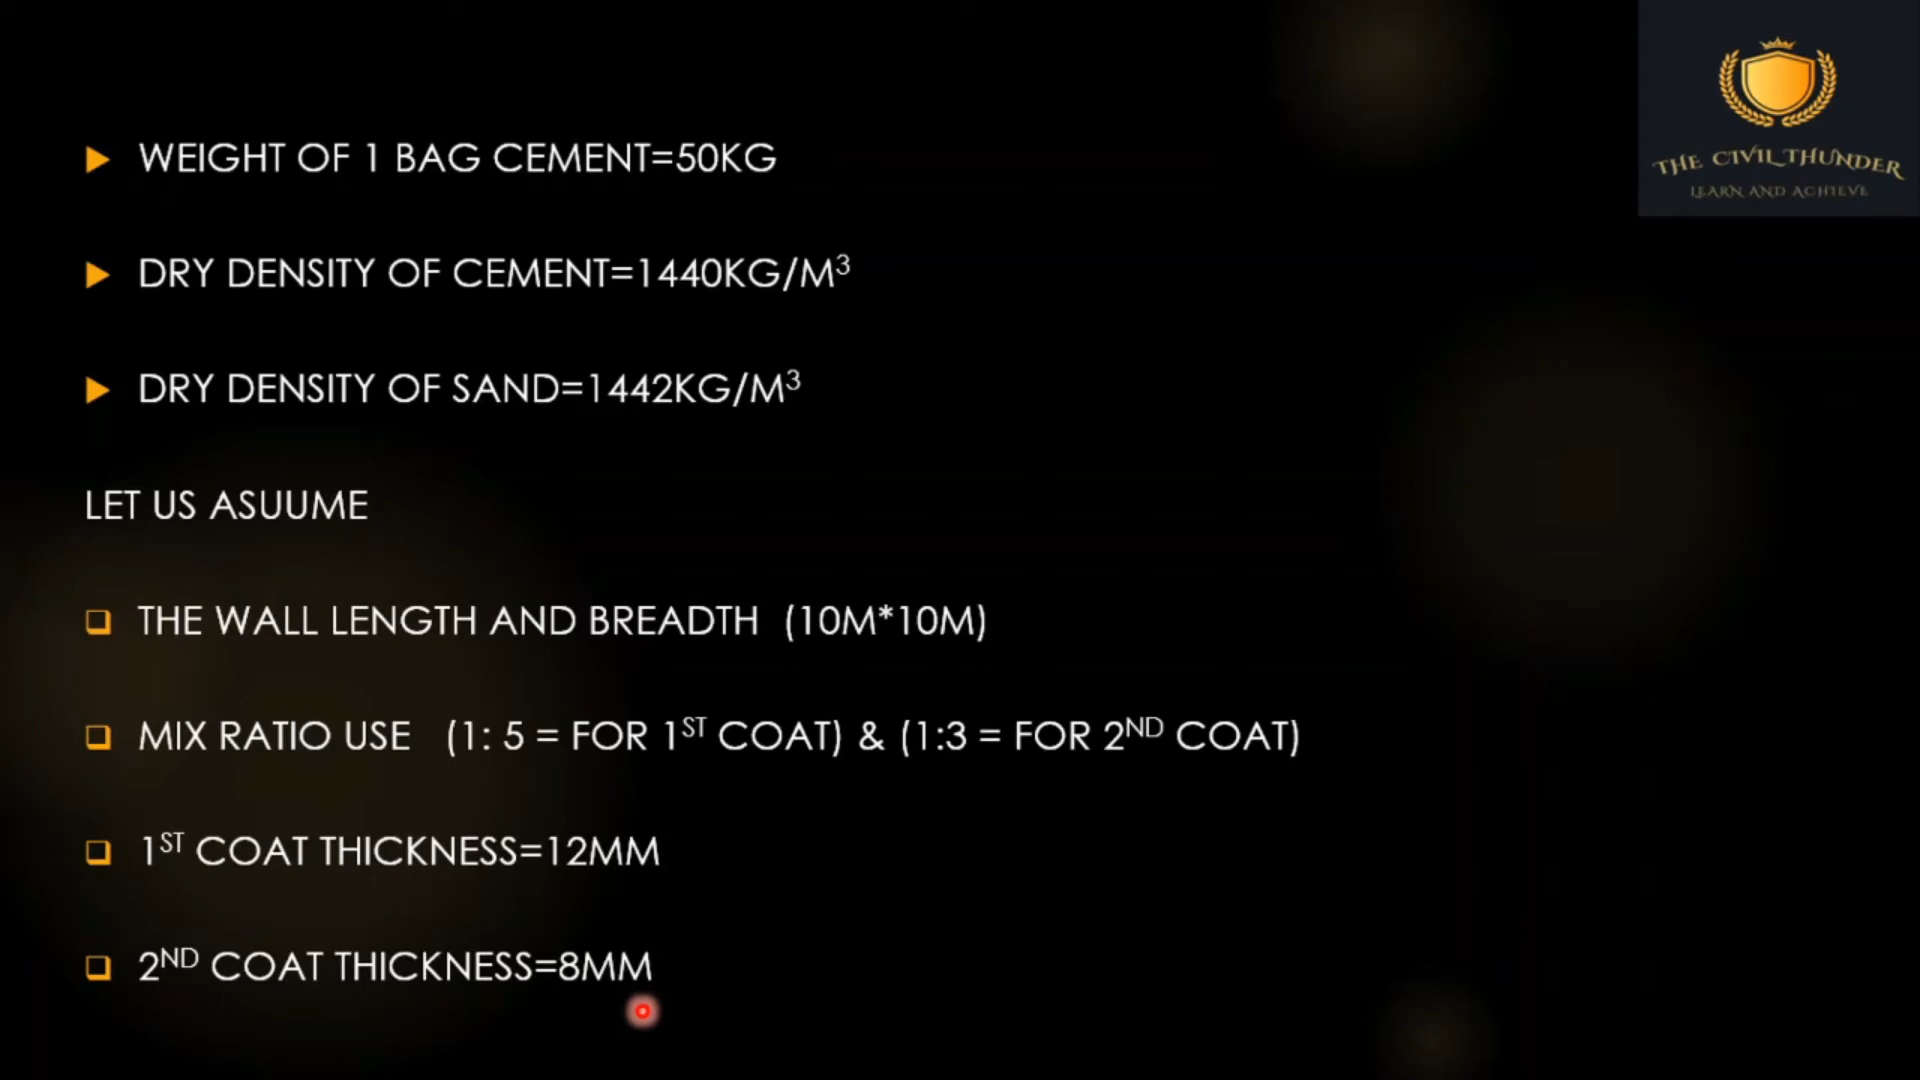 THE CIVIL THUNDER
LEARN AND ACHIEVE
WEIGHT OF 1 BAG CEMENT=50KG
DRY DENSITY OF CEMENT=1440KG/M³
DRY DENSITY OF SAND=1442KG/M³
LET US ASUUME
THE WALL LENGTH AND BREADTH (10M*10M)
MIX RATIO USE (1: 5 = FOR 1ST COAT) & (1:3 = FOR 2ND COAT)
1ST COAT THICKNESS=12MM
2ND COAT THICKNESS=8MM